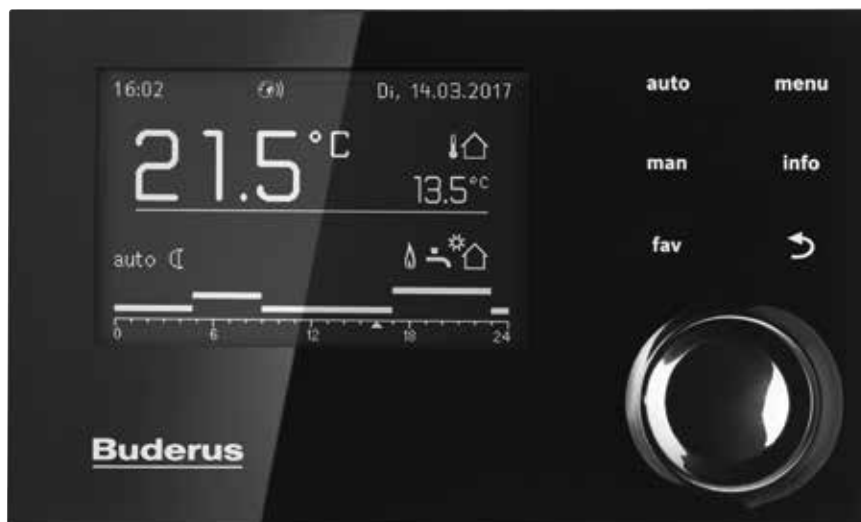 16:02 Di, 14.03.2017
21.5°C
13.5°C
auto
0 6 12 18 24
Buderus
auto menu
man info
fav